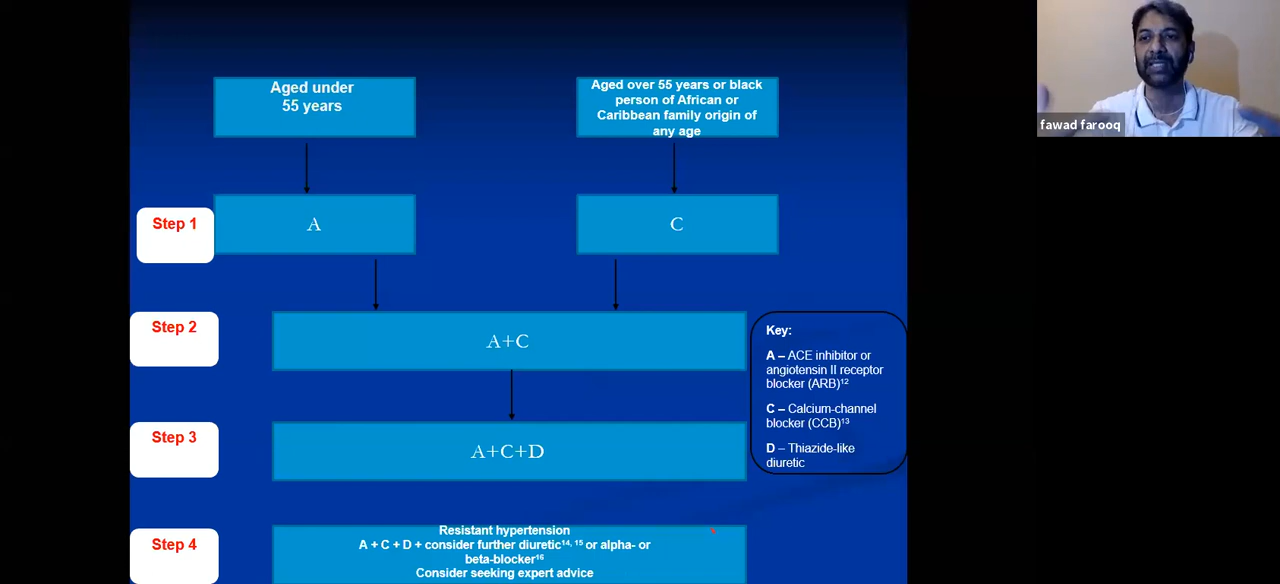 Aged under
55 years
Aged over 55 years or black
person of African or
Caribbean family origin of
any age
fawad farooq
Step 1
A
C
Step 2
A+C
Key:
A – ACE inhibitor or
angiotensin II receptor
blocker (ARB)¹²
C – Calcium-channel
blocker (CCB)¹³
D – Thiazide-like
diuretic
Step 3
A+C+D
Step 4
Resistant hypertension
A + C + D + consider further diuretic¹⁴, ¹⁵ or alpha- or
beta-blocker¹⁶
Consider seeking expert advice